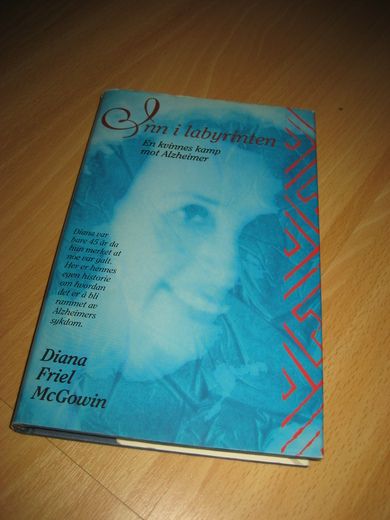 Inn i labyrinten
En kvinnes kamp
mot Alzheimer
Diana var
bare 45 år da
hun merket at
noe var galt.
Her er hennes
egen historie
om hvordan
det er å bli
rammet av
Alzheimers
sykdom.
Diana
Friel
McGowin